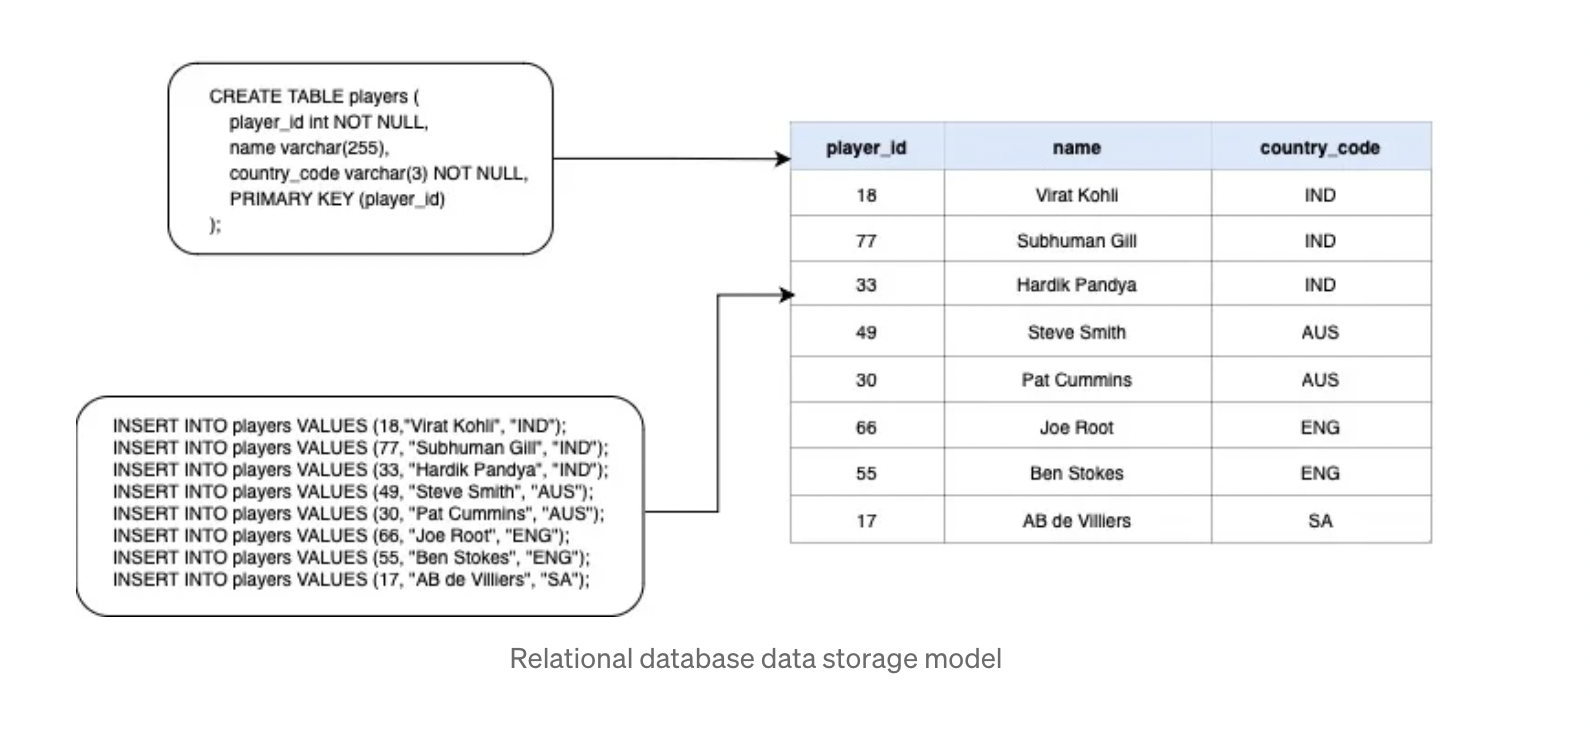 CREATE TABLE players (
player_id int NOT NULL,
name varchar(255),
country_code varchar(3) NOT NULL,
PRIMARY KEY (player_id)
);
player_id name country_code
18 Virat Kohli IND
77 Subhuman Gill IND
33 Hardik Pandya IND
49 Steve Smith AUS
30 Pat Cummins AUS
66 Joe Root ENG
55 Ben Stokes ENG
17 AB de Villiers SA
INSERT INTO players VALUES (18,"Virat Kohli", "IND");
INSERT INTO players VALUES (77, "Subhuman Gill", "IND");
INSERT INTO players VALUES (33, "Hardik Pandya", "IND");
INSERT INTO players VALUES (49, "Steve Smith", "AUS");
INSERT INTO players VALUES (30, "Pat Cummins", "AUS");
INSERT INTO players VALUES (66, "Joe Root", "ENG");
INSERT INTO players VALUES (55, "Ben Stokes", "ENG");
INSERT INTO players VALUES (17, "AB de Villiers", "SA");
Relational database data storage model